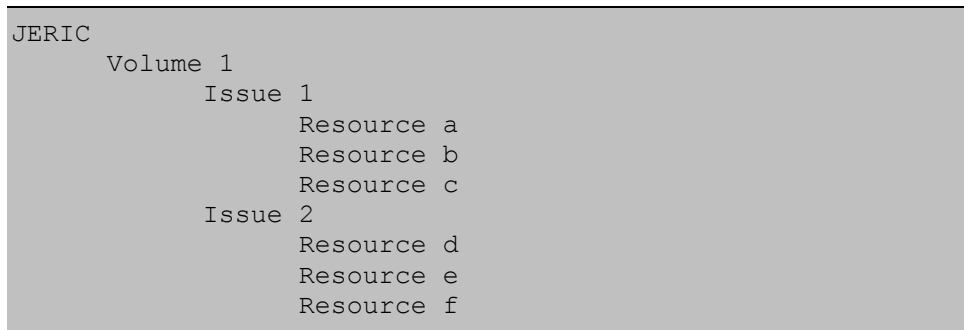 JERIC
Volume 1
Issue 1
Resource a
Resource b
Resource c
Issue 2
Resource d
Resource e
Resource f